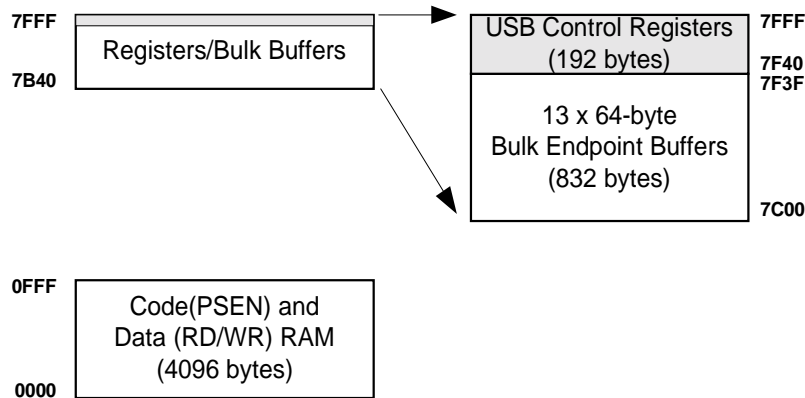 7FFF
Registers/Bulk Buffers
7B40
USB Control Registers
(192 bytes)
7FFF
7F40
7F3F
13 x 64-byte
Bulk Endpoint Buffers
(832 bytes)
7C00
0FFF
Code(PSEN) and
Data (RD/WR) RAM
(4096 bytes)
0000